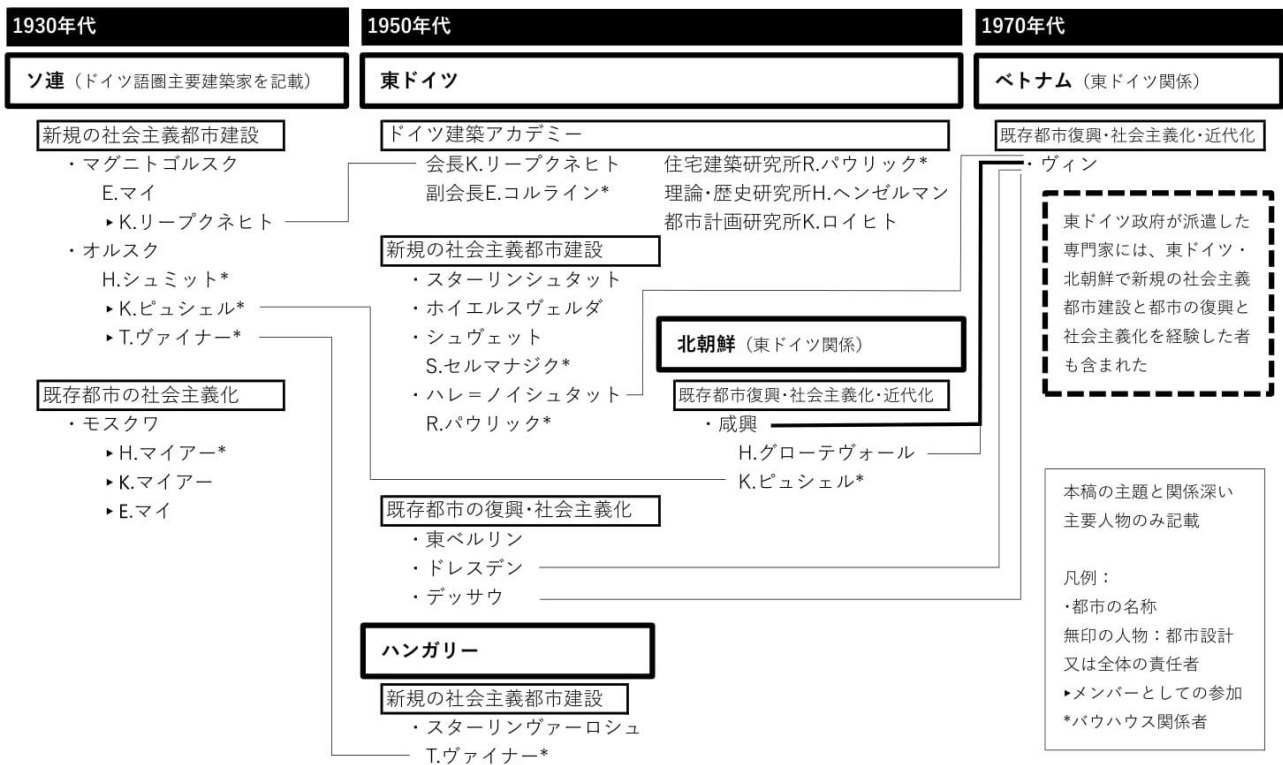 1930年代
ソ連（ドイツ語圏主要建築家を記載）
新規の社会主義都市建設
・マグニトゴルスク
E.マイ
▸K.リープクネヒト
・オルスク
H.シュミット*
▸K.ピュシェル*
▸T.ヴァイナー*
既存都市の社会主義化
・モスクワ
▸H.マイアー*
▸K.マイアー
▸E.マイ
1950年代
東ドイツ
ドイツ建築アカデミー
会長K.リープクネヒト
副会長E.コルライン*
住宅建築研究所R.パウリック*
理論・歴史研究所H.ヘンゼルマン
都市計画研究所K.ロイヒト
新規の社会主義都市建設
・スターリンシュタット
・ホイエルスヴェルダ
・シュヴェット
S.セルマナジク*
・ハレ＝ノイシュタット
R.パウリック*
既存都市の復興・社会主義化
・東ベルリン
・ドレスデン
・デッサウ
北朝鮮（東ドイツ関係）
既存都市復興・社会主義化・近代化
・咸興
H.グローテヴォール
K.ピュシェル*
ハンガリー
新規の社会主義都市建設
・スターリンヴァーロシュ
T.ヴァイナー*
1970年代
ベトナム（東ドイツ関係）
既存都市復興・社会主義化・近代化
・ヴィン
東ドイツ政府が派遣した
専門家には、東ドイツ・
北朝鮮で新規の社会主義
都市建設と都市の復興と
社会主義化を経験した者
も含まれた
本稿の主題と関係深い
主要人物のみ記載
凡例：
・都市の名称
無印の人物：都市設計
又は全体の責任者
▸メンバーとしての参加
*バウハウス関係者